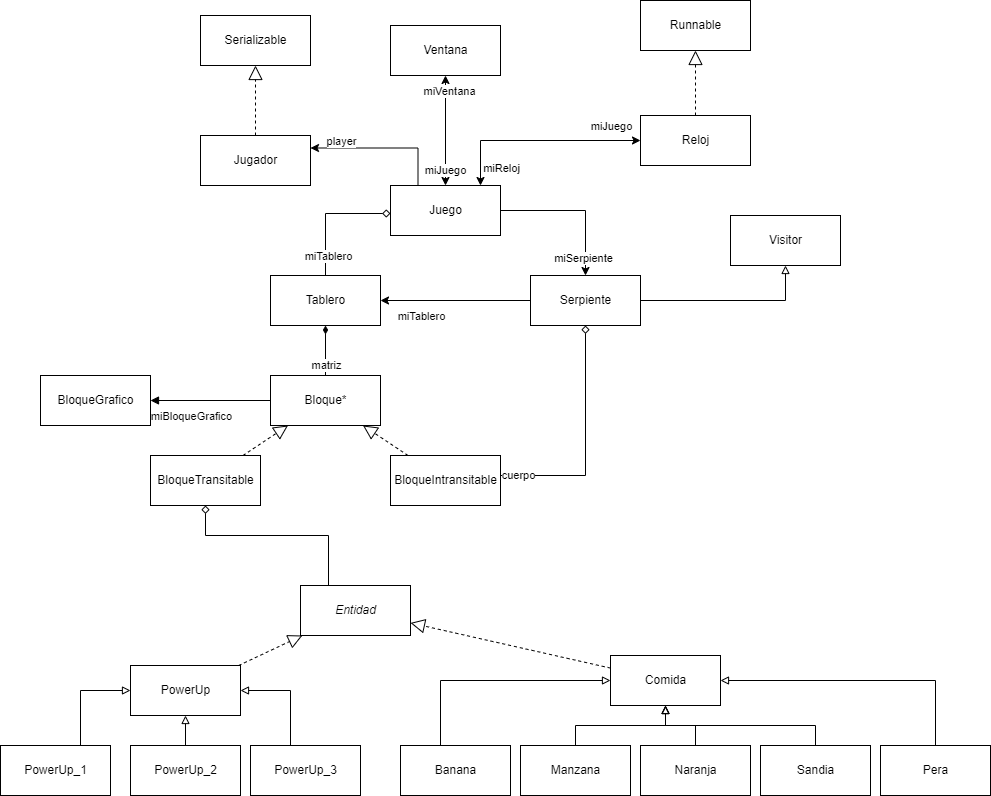 Runnable
Serializable
Ventana
miVentana
miJuego
Reloj
player
Jugador
miJuego
miReloj
Juego
Visitor
miTablero
miSerpiente
Tablero
Serpiente
miTablero
matriz
BloqueGrafico
Bloque*
miBloqueGrafico
BloqueTransitable
BloqueIntransitable
cuerpo
Entidad
PowerUp
Comida
PowerUp_1
PowerUp_2
PowerUp_3
Banana
Manzana
Naranja
Sandia
Pera